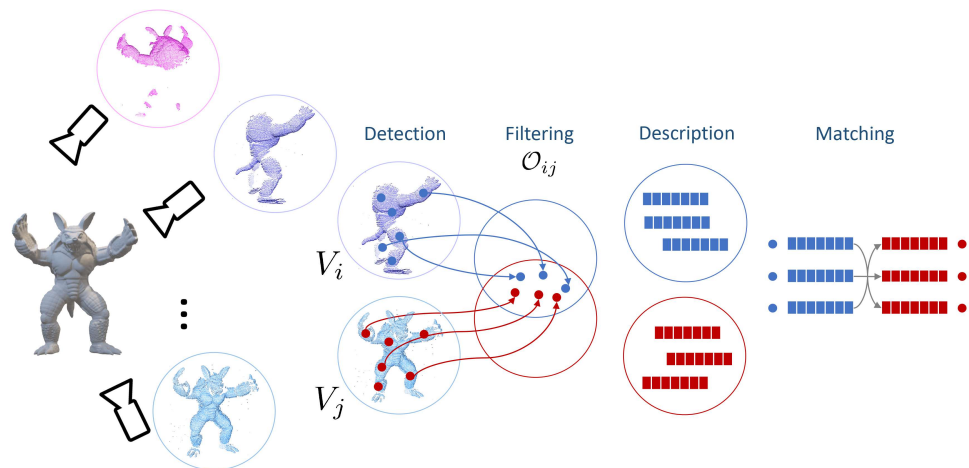 Detection
Filtering
Description
Matching
𝒪ij
Vi
Vj